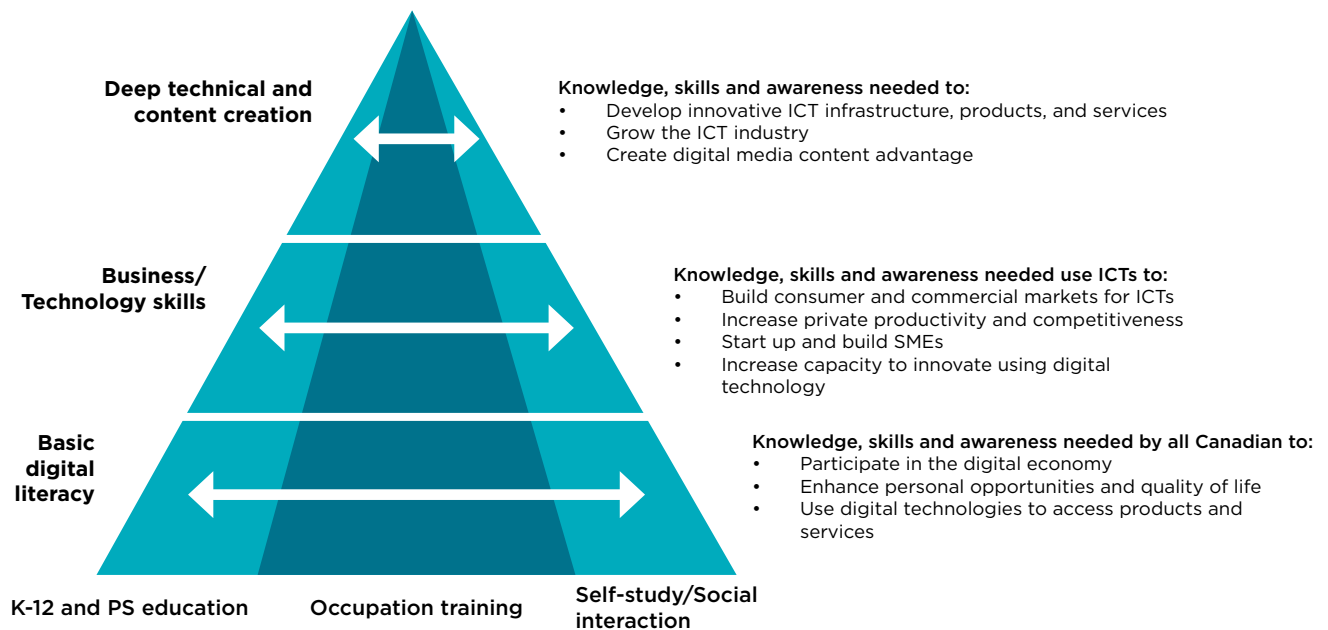 Deep technical and
content creation
Knowledge, skills and awareness needed to:
• Develop innovative ICT infrastructure, products, and services
• Grow the ICT industry
• Create digital media content advantage
Business/
Technology skills
Knowledge, skills and awareness needed use ICTs to:
• Build consumer and commercial markets for ICTs
• Increase private productivity and competitiveness
• Start up and build SMEs
• Increase capacity to innovate using digital
technology
Basic
digital
literacy
Knowledge, skills and awareness needed by all Canadian to:
• Participate in the digital economy
• Enhance personal opportunities and quality of life
• Use digital technologies to access products and
services
K-12 and PS education
Occupation training
Self-study/Social
interaction